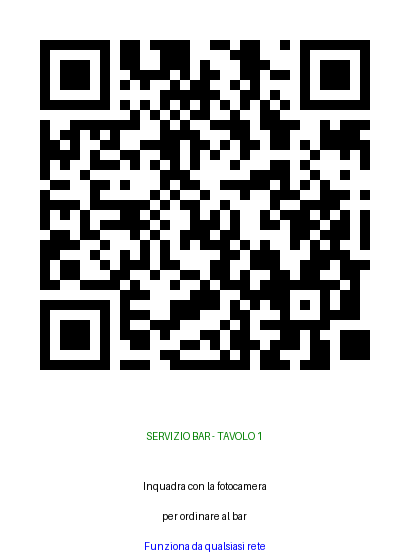 SERVIZIO BAR - TAVOLO 1
Inquadra con la fotocamera
per ordinare al bar
Funziona da qualsiasi rete